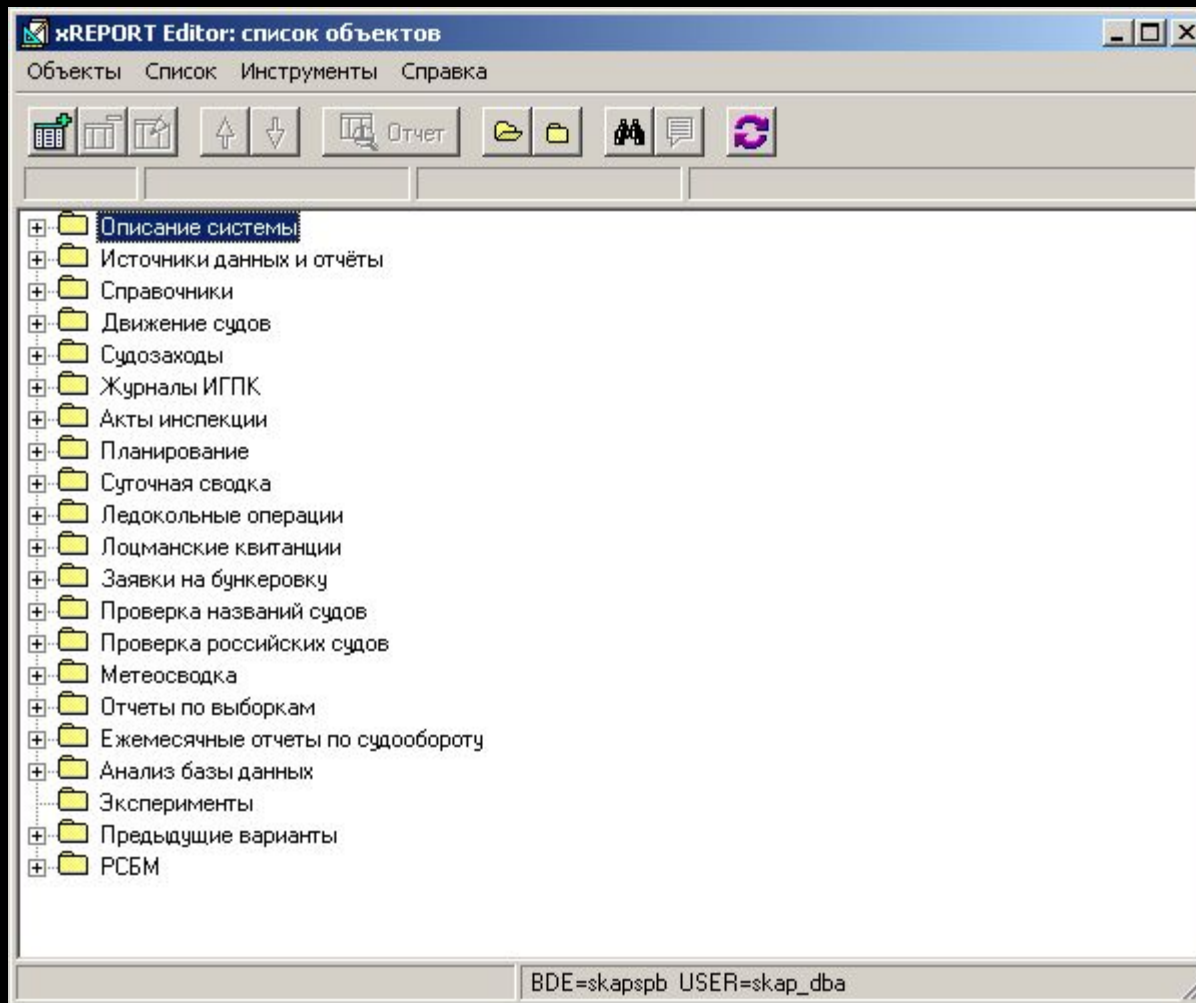 xREPORT Editor: список объектов
Объекты Список Инструменты Справка
Отчет
Описание системы
Источники данных и отчёты
Справочники
Движение судов
Судозаходы
Журналы ИГПК
Акты инспекции
Планирование
Суточная сводка
Ледокольные операции
Лоцманские квитанции
Заявки на бункеровку
Проверка названий судов
Проверка российских судов
Метеосводка
Отчеты по выборкам
Ежемесячные отчеты по судообороту
Анализ базы данных
Эксперименты
Предыдущие варианты
РСБМ
BDE=skapspb USER=skap_dba